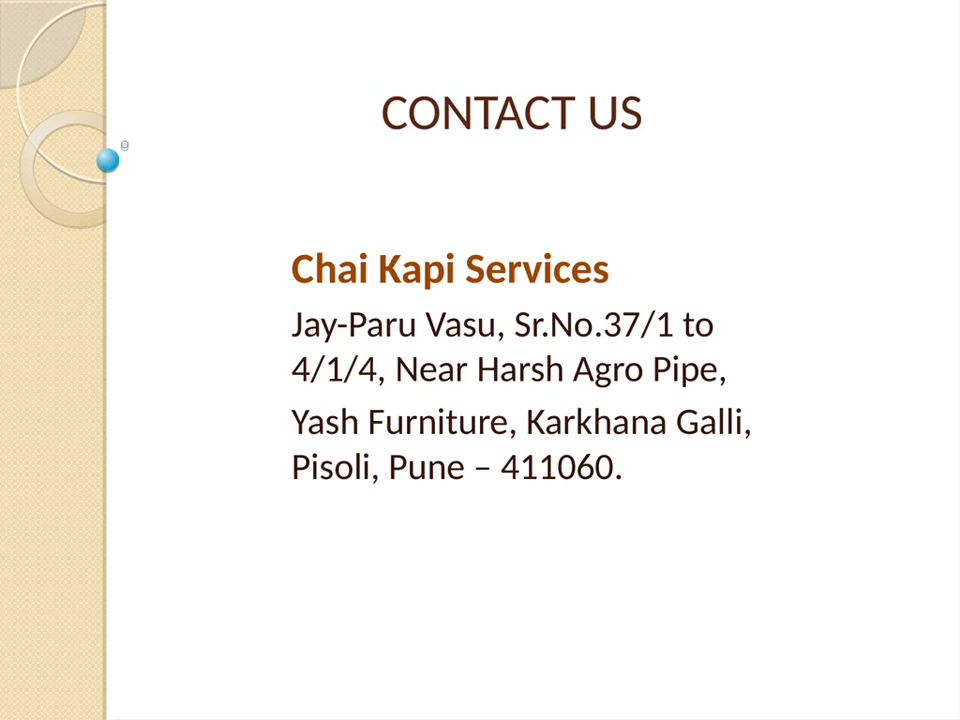 CONTACT US
Chai Kapi Services
Jay-Paru Vasu, Sr.No.37/1 to
4/1/4, Near Harsh Agro Pipe,
Yash Furniture, Karkhana Galli,
Pisoli, Pune – 411060.